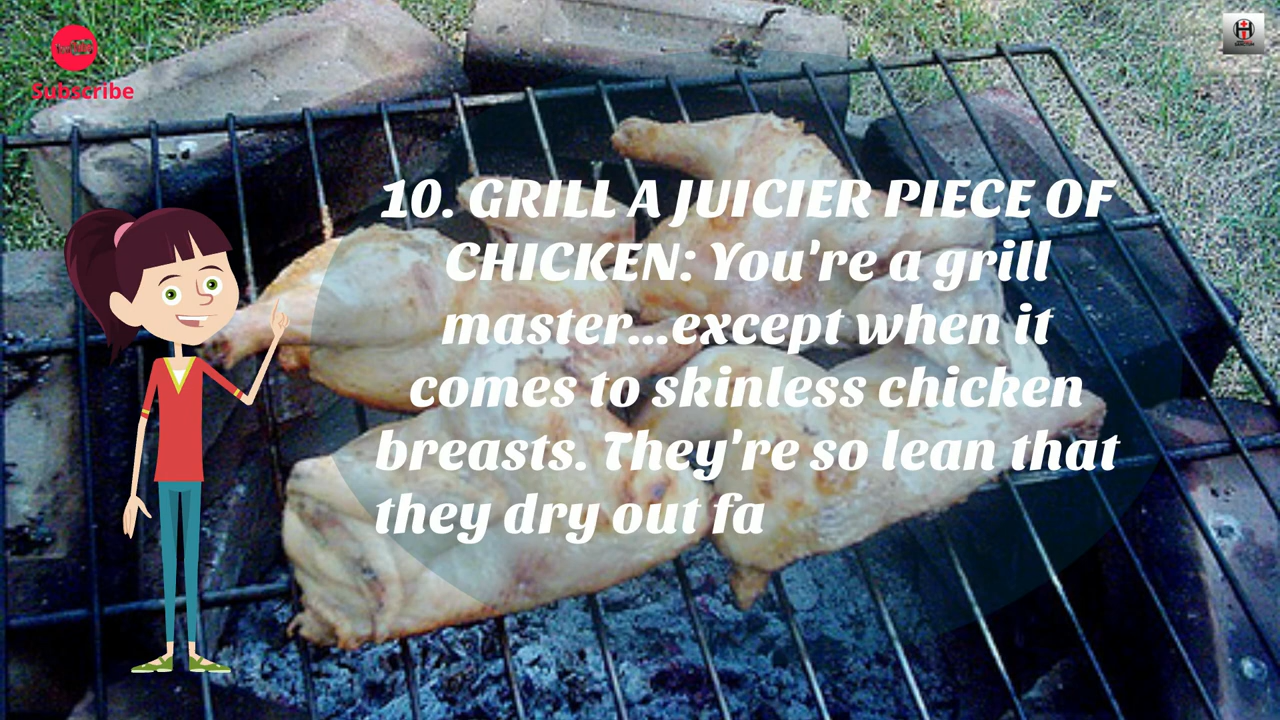 Subscribe
10. GRILL A JUICIER PIECE OF
CHICKEN: You're a grill
master...except when it
comes to skinless chicken
breasts. They're so lean that
they dry out fa